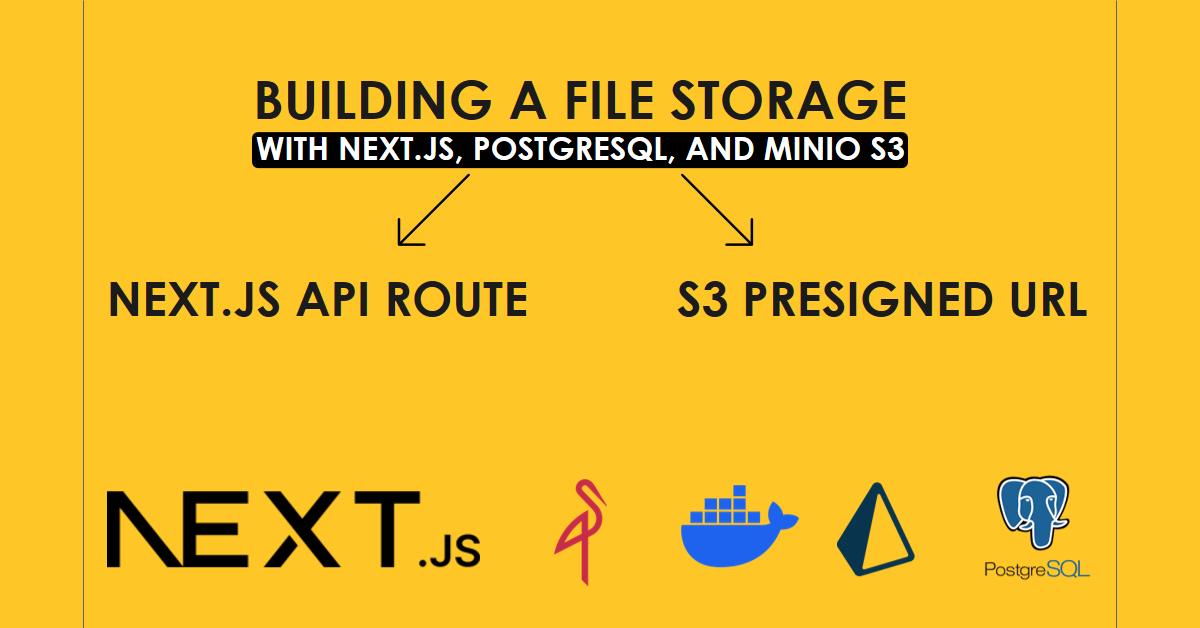 BUILDING A FILE STORAGE
WITH NEXT.JS, POSTGRESQL, AND MINIO S3
NEXT.JS API ROUTE
S3 PRESIGNED URL
NEXT.JS
PostgreSQL